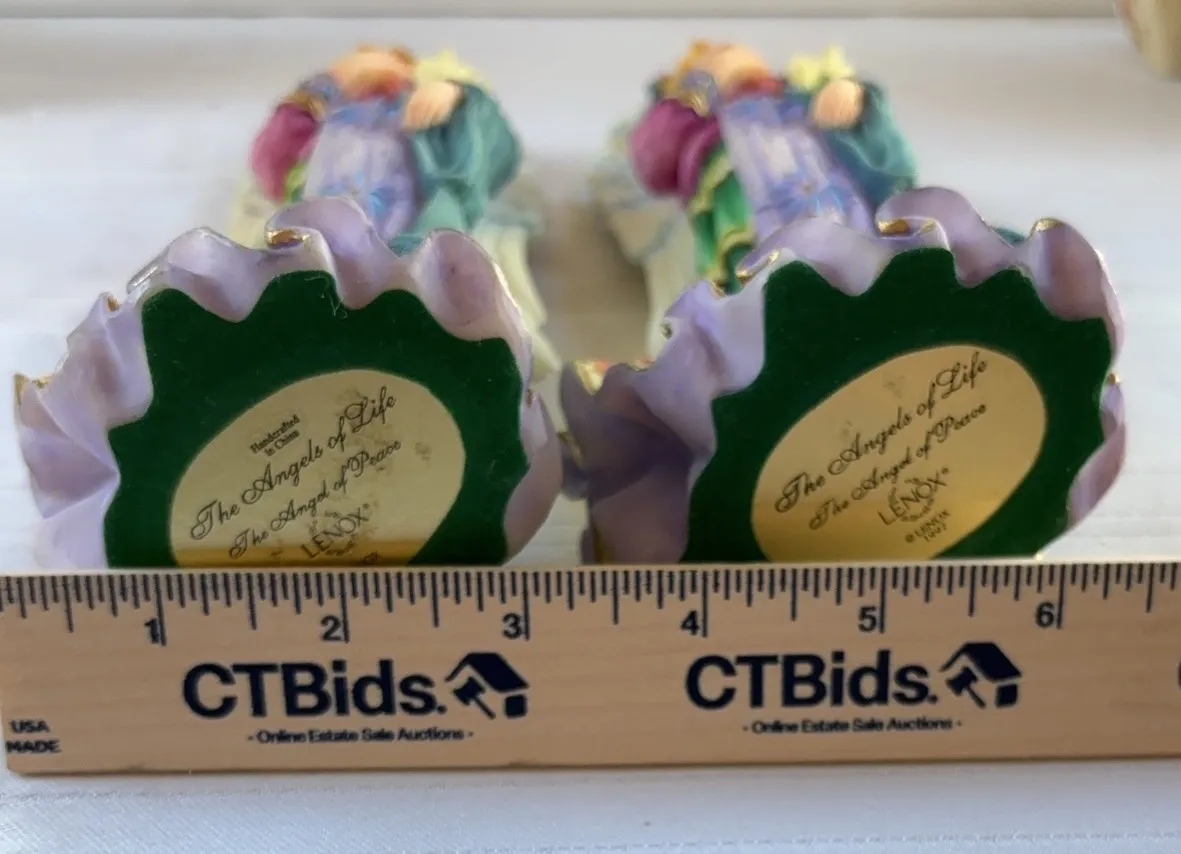 Handcrafted
in China
The Angels of Life
The Angel of Peace
LENOX®
The Angels of Life
The Angel of Peace
LENOX®
© LENOX
1997
1 2 3 4 5 6
CTBids. CTBids.
- Online Estate Sale Auctions - - Online Estate Sale Auctions -
USA
MADE